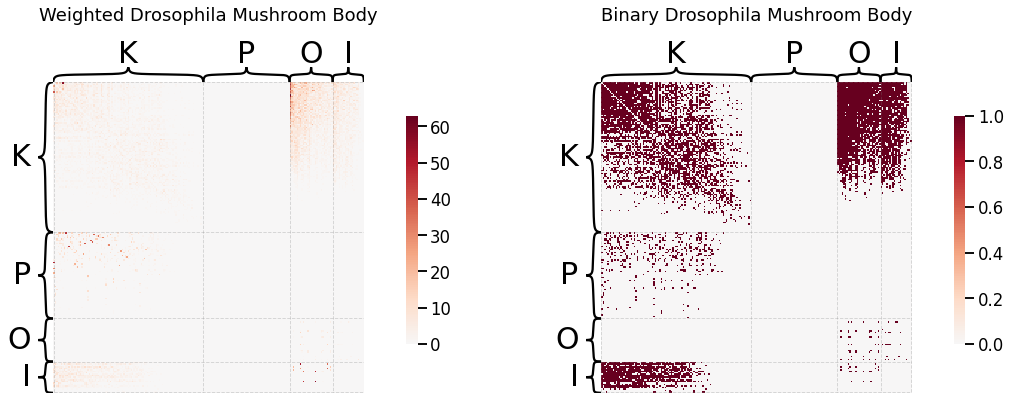 Weighted Drosophila Mushroom Body
K P O I
K
P
O
I
60
50
40
30
20
10
0
Binary Drosophila Mushroom Body
K P O I
K
P
O
I
1.0
0.8
0.6
0.4
0.2
0.0